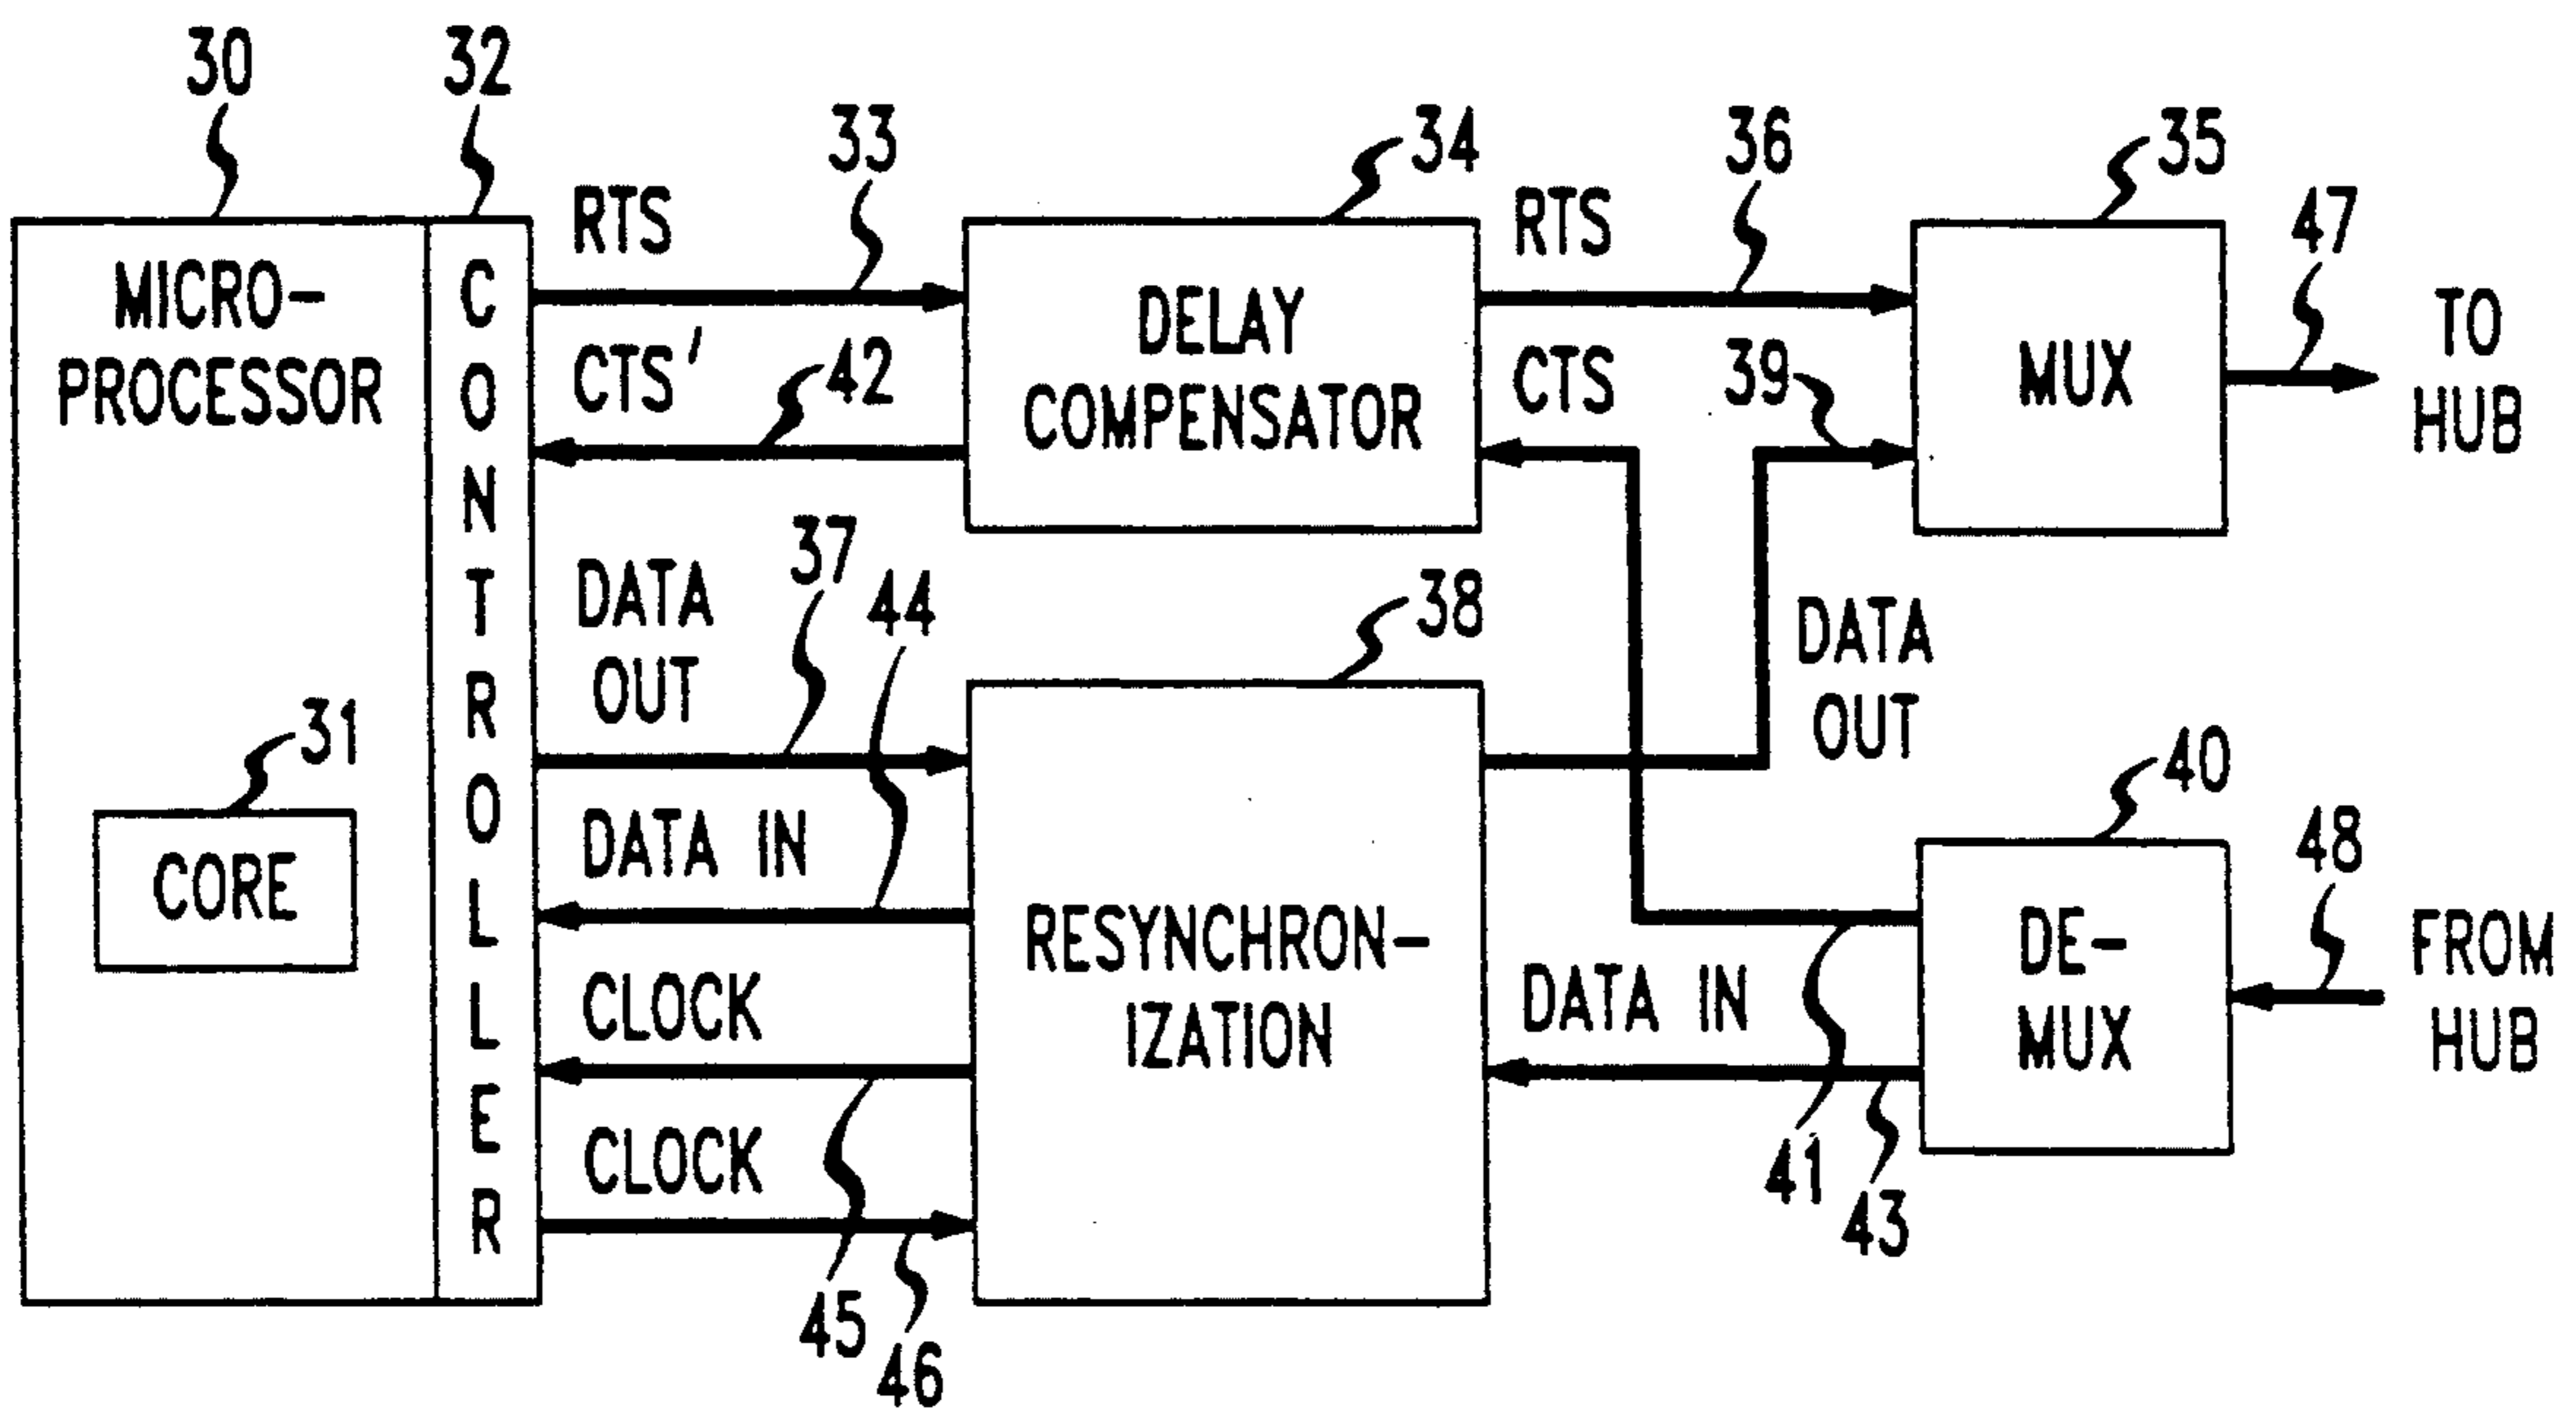 30
32
33
34
36
35
47
RTS
RTS
MICRO-
PROCESSOR
CONTROLLER
DELAY
COMPENSATOR
MUX
TO
HUB
CTS'
42
CTS
39
37
DATA
OUT
44
38
DATA
OUT
31
CORE
DATA IN
40
48
RESYNCHRON-
IZATION
DE-
MUX
FROM
HUB
CLOCK
DATA IN
CLOCK
41
43
45
46